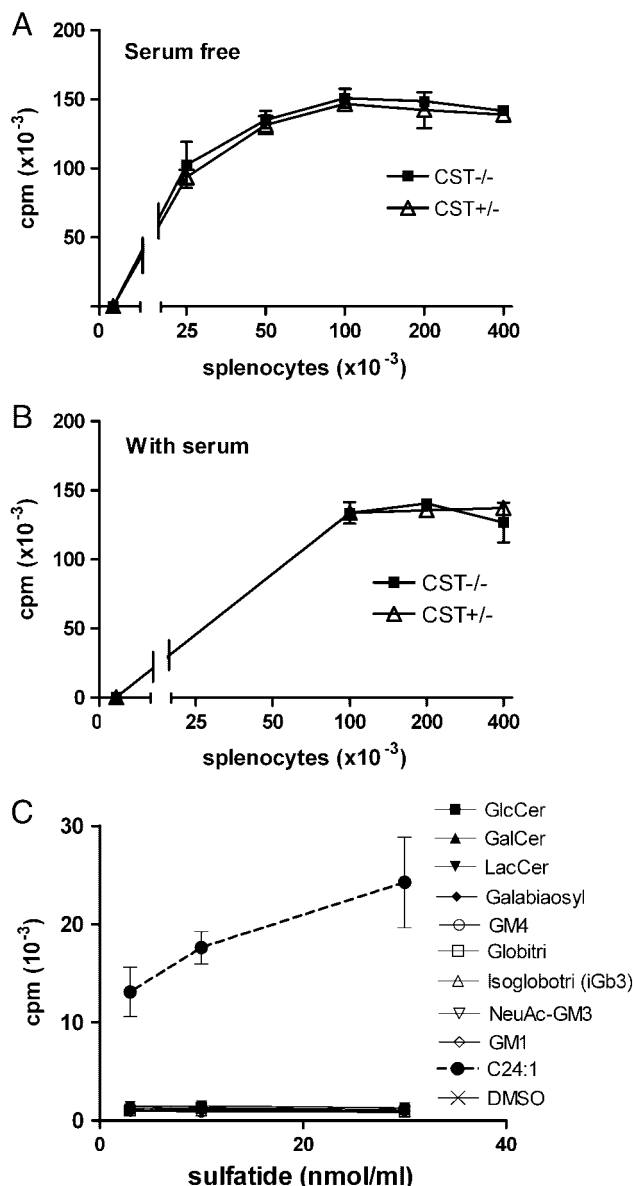 A
Serum free
cpm (x10-3)
200
150
100
50
0
25
50
100
200
400
splenocytes (x10-3)
CST-/-
CST+/-
B
With serum
cpm (x10-3)
200
150
100
50
0
0
25
50
100
200
400
splenocytes (x10-3)
CST-/-
CST+/-
C
cpm (10-3)
30
20
10
0
0
20
40
sulfatide (nmol/ml)
GlcCer
GalCer
LacCer
Galabiaosyl
GM4
Globitri
Isoglobotri (iGb3)
NeuAc-GM3
GM1
C24:1
DMSO